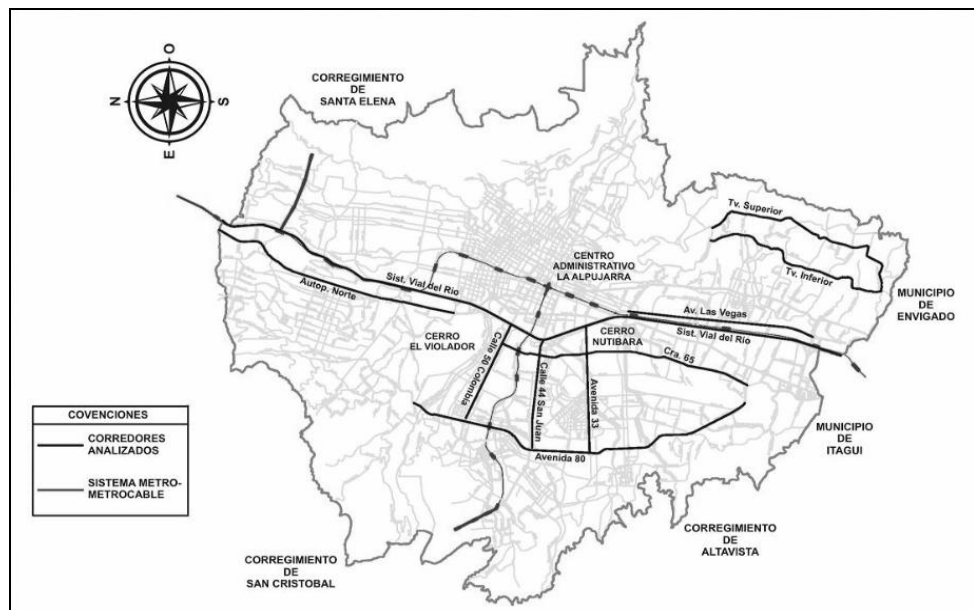 O
N
S
E
CORREGIMIENTO
DE
SANTA ELENA
Tv. Superior
Tv. Inferior
CENTRO
ADMINISTRATIVO
LA ALPUJARRA
MUNICIPIO
DE
ENVIGADO
Sist. Vial del Rio
Autop. Norte
Av. Las Vegas
Sist. Vial del Rio
CERRO
EL VIOLADOR
CERRO
NUTIBARA
Calle 50 Colombia
Cra. 65
Calle 44 San Juan
Avenida 33
Avenida 80
MUNICIPIO
DE
ITAGUI
COVENCIONES
CORREDORES
ANALIZADOS
SISTEMA METRO-
METROCABLE
CORREGIMIENTO
DE
ALTAVISTA
CORREGIMIENTO
DE
SAN CRISTOBAL